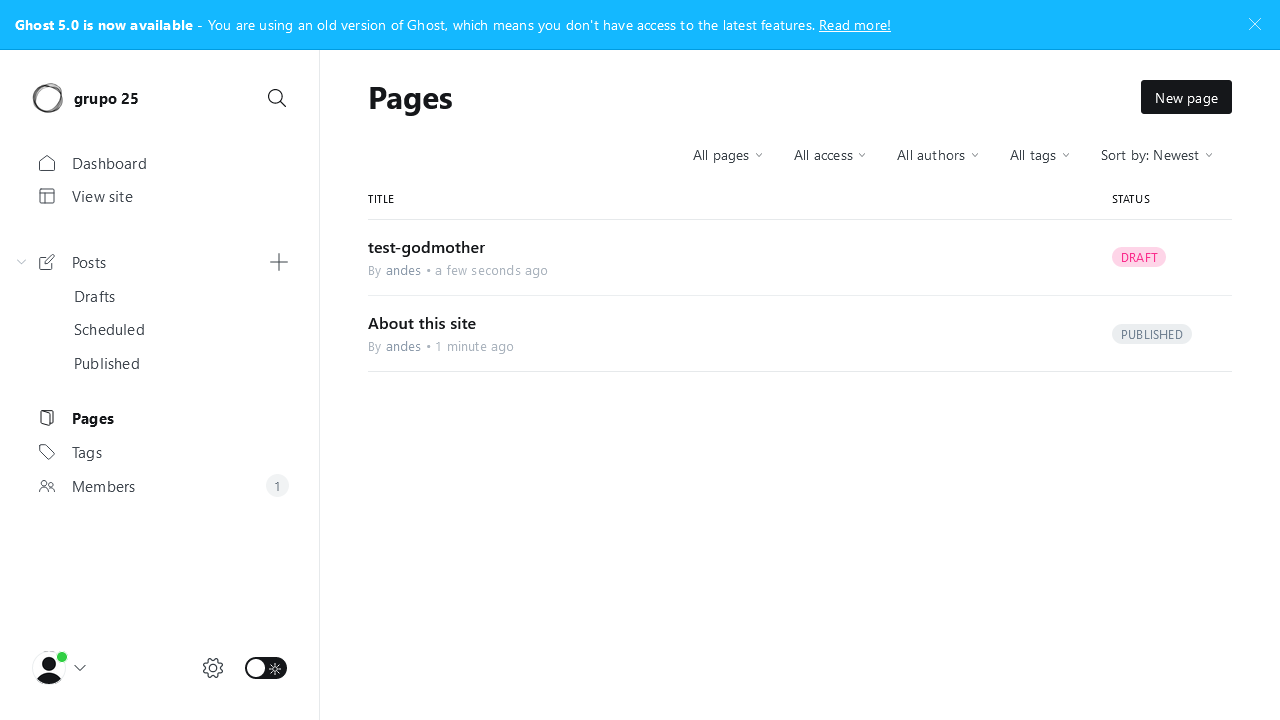 Ghost 5.0 is now available - You are using an old version of Ghost, which means you don't have access to the latest features. Read more!
grupo 25
Dashboard
View site
Posts
Drafts
Scheduled
Published
Pages
Tags
Members 1
Pages
New page
All pages All access All authors All tags Sort by: Newest
TITLE STATUS
test-godmother
By andes • a few seconds ago
DRAFT
About this site
By andes • 1 minute ago
PUBLISHED